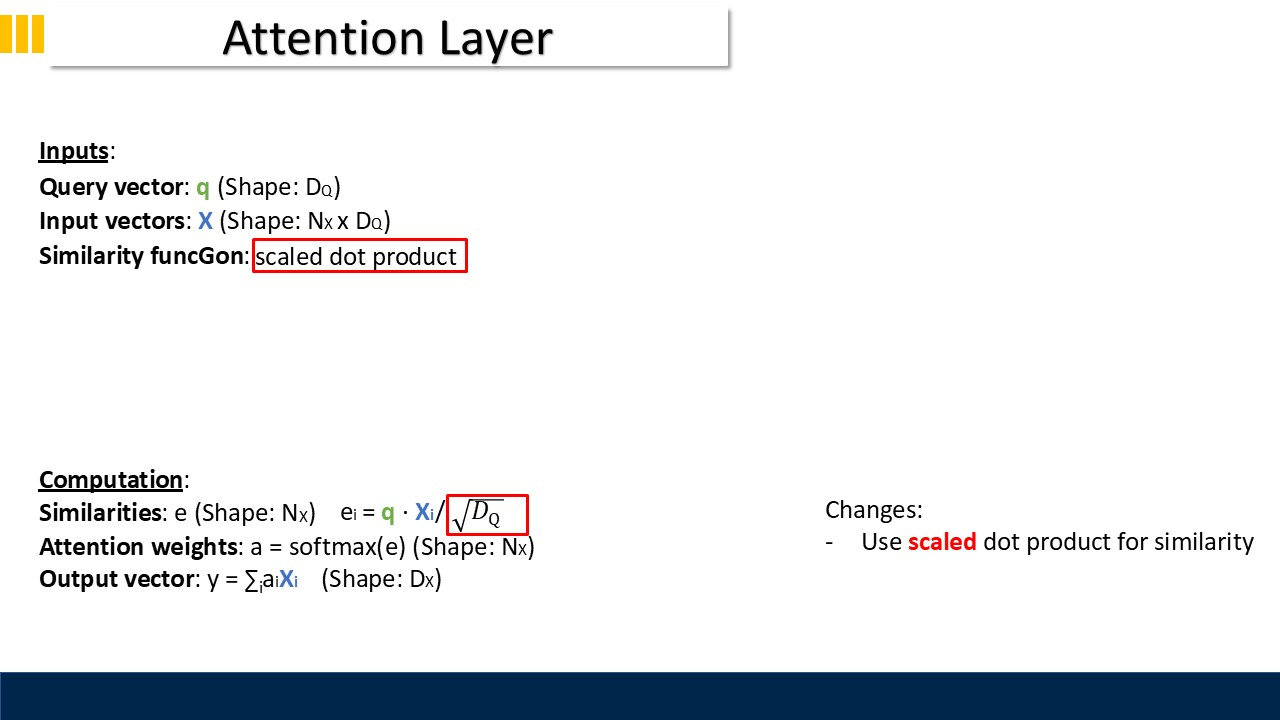 Attention Layer
Inputs:
Query vector: q (Shape: DQ)
Input vectors: X (Shape: NX x DQ)
Similarity funcGon: scaled dot product
Computation:
Similarities: e (Shape: NX) ei = q · Xi/√DQ
Attention weights: a = softmax(e) (Shape: NX)
Output vector: y = ∑iaiXi (Shape: DX)
Changes:
- Use scaled dot product for similarity